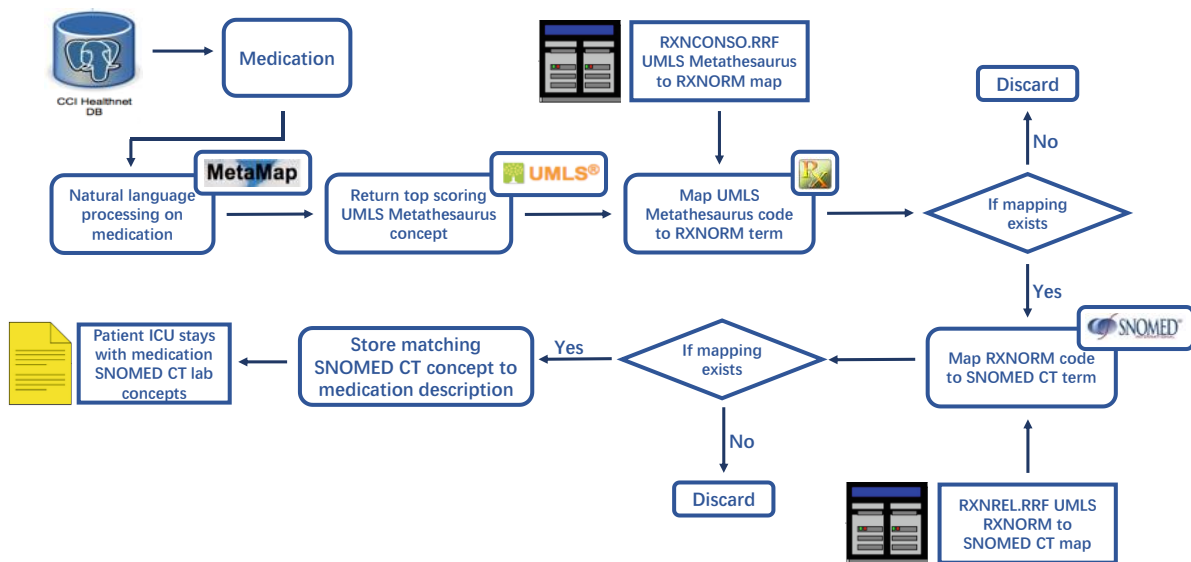 CCI Healthnet
DB
Medication
RXNCONSO.RRF
UMLS Metathesaurus
to RXNORM map
Discard
No
MetaMap
Natural language
processing on
medication
UMLS®
Return top scoring
UMLS Metathesaurus
concept
Rx
Map UMLS
Metathesaurus code
to RXNORM term
If mapping
exists
Yes
SNOMED
INTERNATIONAL
Map RXNORM code
to SNOMED CT term
If mapping
exists
Yes
Store matching
SNOMED CT concept to
medication description
Patient ICU stays
with medication
SNOMED CT lab
concepts
No
Discard
RXNREL.RRF UMLS
RXNORM to
SNOMED CT map